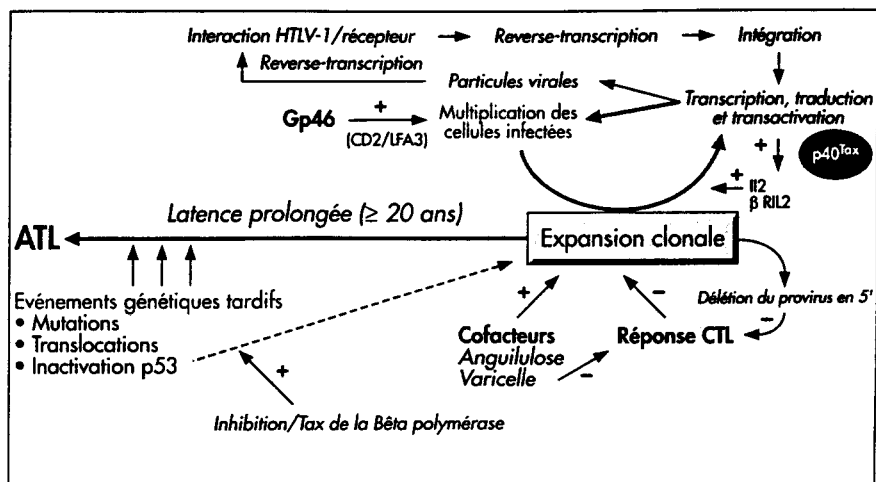 Interaction HTLV-1/récepteur → Reverse-transcription → Intégration
Reverse-transcription
Particules virales
Transcription, traduction
et transactivation
Gp46
+
(CD2/LFA3)
Multiplication des
cellules infectées
+
p40Tax
+
Il2
β RIL2
Latence prolongée (≥ 20 ans)
ATL
Expansion clonale
Evénements génétiques tardifs
• Mutations
• Translocations
• Inactivation p53
+
–
Délétion du provirus en 5'
–
Cofacteurs
Anguilulose
Varicelle
–
Réponse CTL
+
Inhibition/Tax de la Bêta polymérase